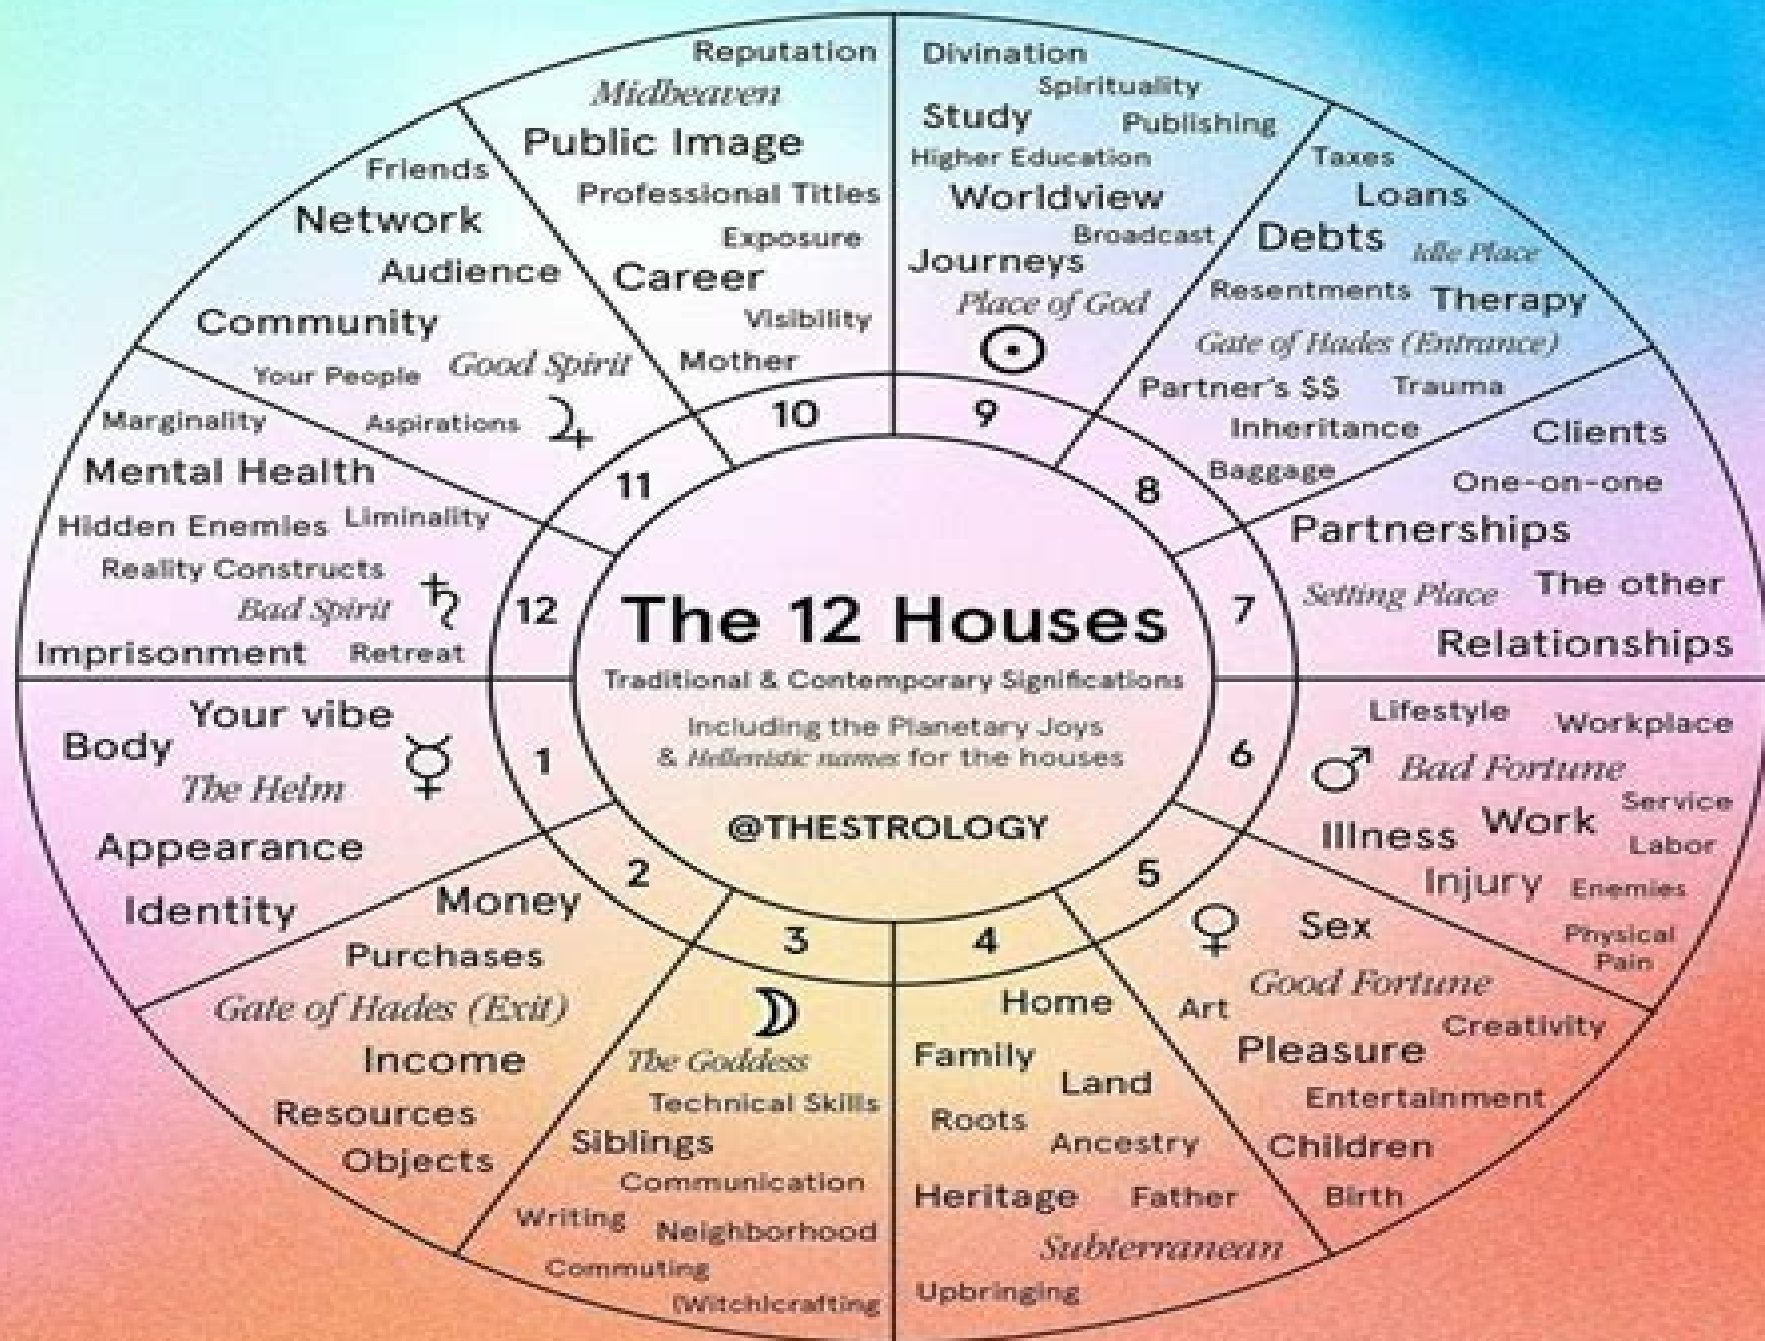 The 12 Houses
Traditional & Contemporary Significations
Including the Planetary Joys
& Hellenistic names for the houses
@THESTROLOGY
1
Your vibe
Body
The Helm
Appearance
Identity
2
Money
Purchases
Gate of Hades (Exit)
Income
Resources
Objects
3
The Goddess
Technical Skills
Siblings
Communication
Writing
Neighborhood
Commuting
(Witch)crafting
4
Home
Family
Land
Roots
Ancestry
Heritage
Father
Subterranean
Upbringing
5
Sex
Good Fortune
Art
Creativity
Pleasure
Entertainment
Children
Birth
6
Lifestyle
Workplace
Bad Fortune
Service
Work
Illness
Labor
Injury
Enemies
Physical
Pain
7
Clients
One-on-one
Partnerships
The other
Setting Place
Relationships
8
Taxes
Loans
Debts
Idle Place
Resentments
Therapy
Gate of Hades (Entrance)
Partner's $$
Trauma
Inheritance
Baggage
9
Divination
Spirituality
Study
Publishing
Higher Education
Worldview
Broadcast
Journeys
Place of God
10
Reputation
Midheaven
Public Image
Professional Titles
Exposure
Career
Visibility
Mother
11
Friends
Network
Audience
Community
Good Spirit
Your People
Aspirations
12
Marginality
Mental Health
Liminality
Hidden Enemies
Reality Constructs
Bad Spirit
Imprisonment
Retreat